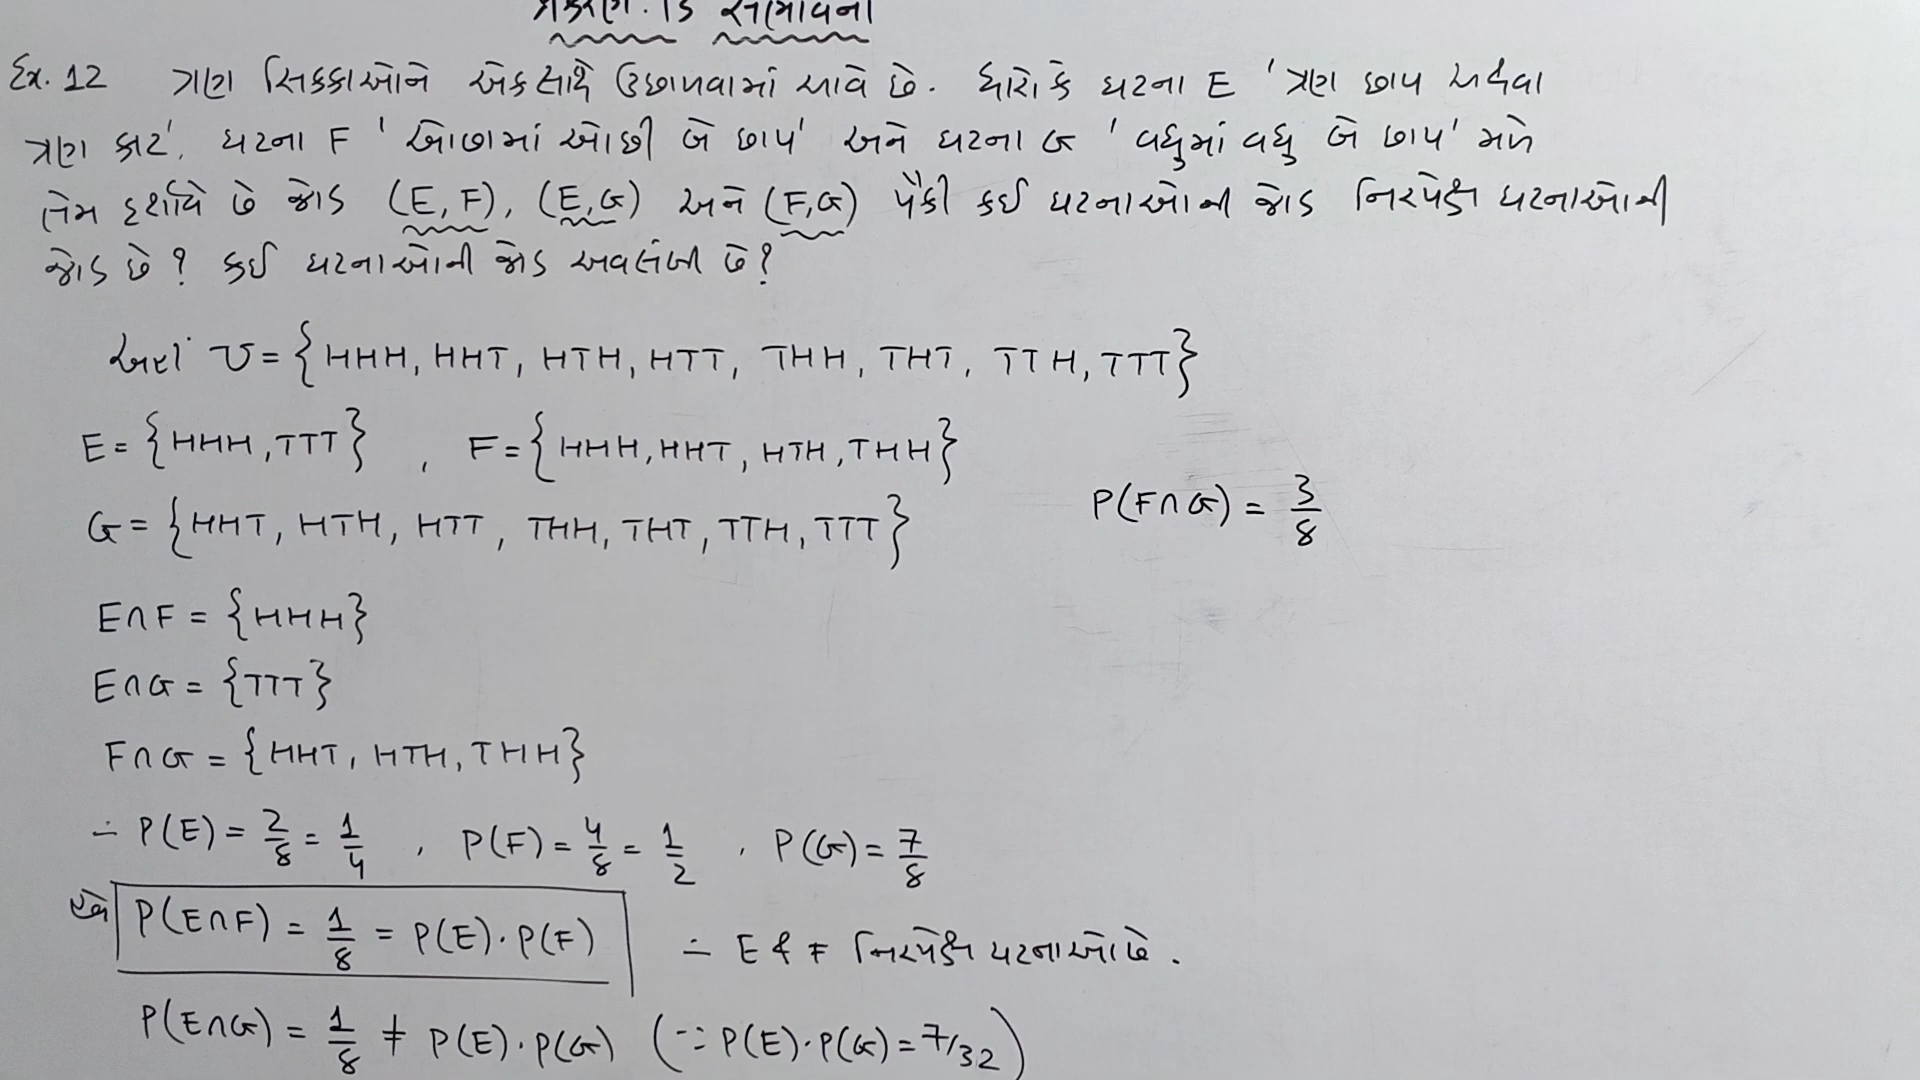 પ્રકરણ : 13 સંભાવના
Ex. 12 ત્રણ સિક્કાઓને એકસાથે ઉછાળવામાં આવે છે. ધારો કે ઘટના E 'ત્રણ છાપ અથવા
ત્રણ કાટ', ઘટના F 'ઓછામાં ઓછી બે છાપ' અને ઘટના G 'વધુમાં વધુ બે છાપ' મળે
તેમ દર્શાવે છે જોડ (E, F), (E,G) અને (F,G) પૈકી કઈ ઘટનાઓની જોડ નિરપેક્ષ ઘટનાઓની
જોડ છે? કઈ ઘટનાઓની જોડ અવલંબી છે?
અહીં U = {HHH, HHT, HTH, HTT, THH, THT, TTH, TTT}
E = {HHH, TTT} , F = {HHH, HHT, HTH, THH}
G = {HHT, HTH, HTT, THH, THT, TTH, TTT}
P(F∩G) = 3/8
E∩F = {HHH}
E∩G = {TTT}
F∩G = {HHT, HTH, THH}
∴ P(E) = 2/8 = 1/4 , P(F) = 4/8 = 1/2 , P(G) = 7/8
હવે P(E∩F) = 1/8 = P(E)·P(F) ∴ E & F નિરપેક્ષ ઘટનાઓ છે.
P(E∩G) = 1/8 ≠ P(E)·P(G) (∵ P(E)·P(G) = 7/32)